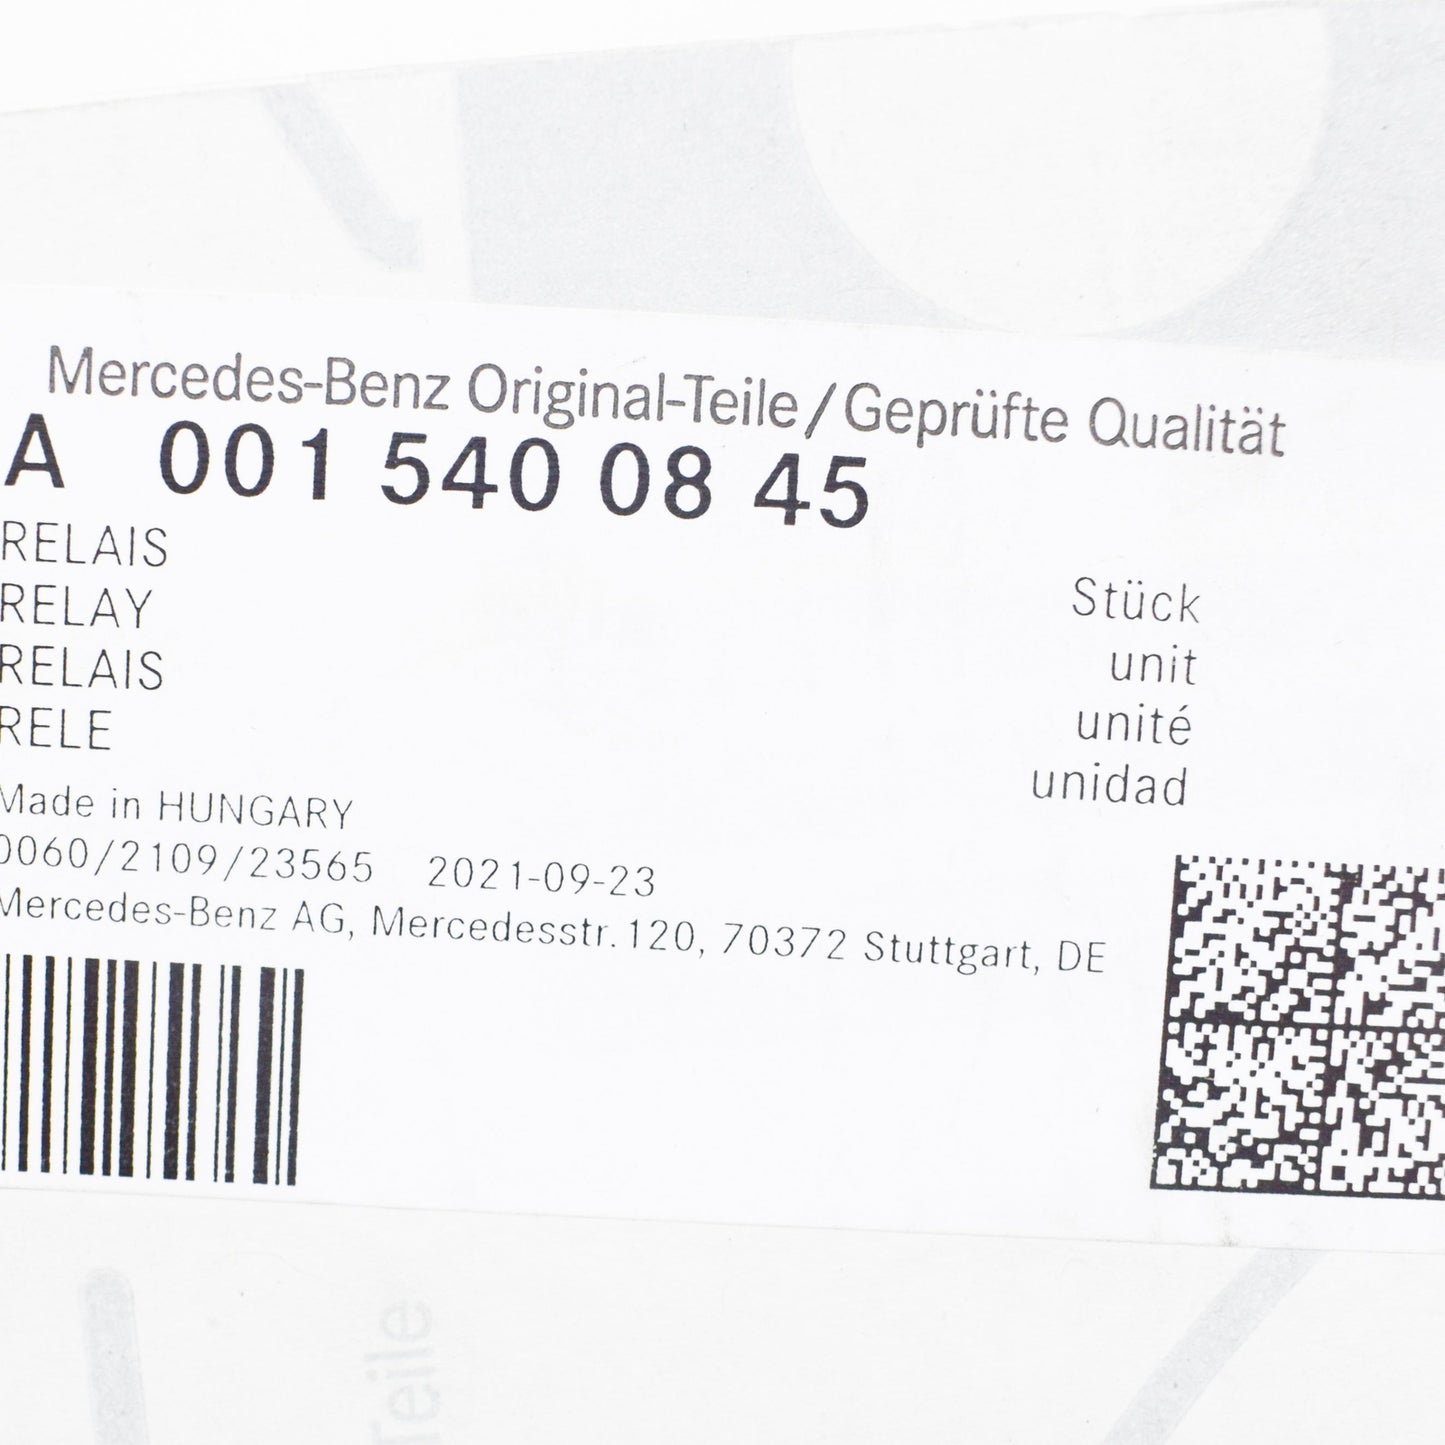 Mercedes-Benz Original-Teile/Geprüfte Qualität
A 001 540 08 45
RELAIS
RELAY
RELAIS
RELE
Stück
unit
unité
unidad
Made in HUNGARY
0060/2109/23565 2021-09-23
Mercedes-Benz AG, Mercedesstr. 120, 70372 Stuttgart, DE
Teile